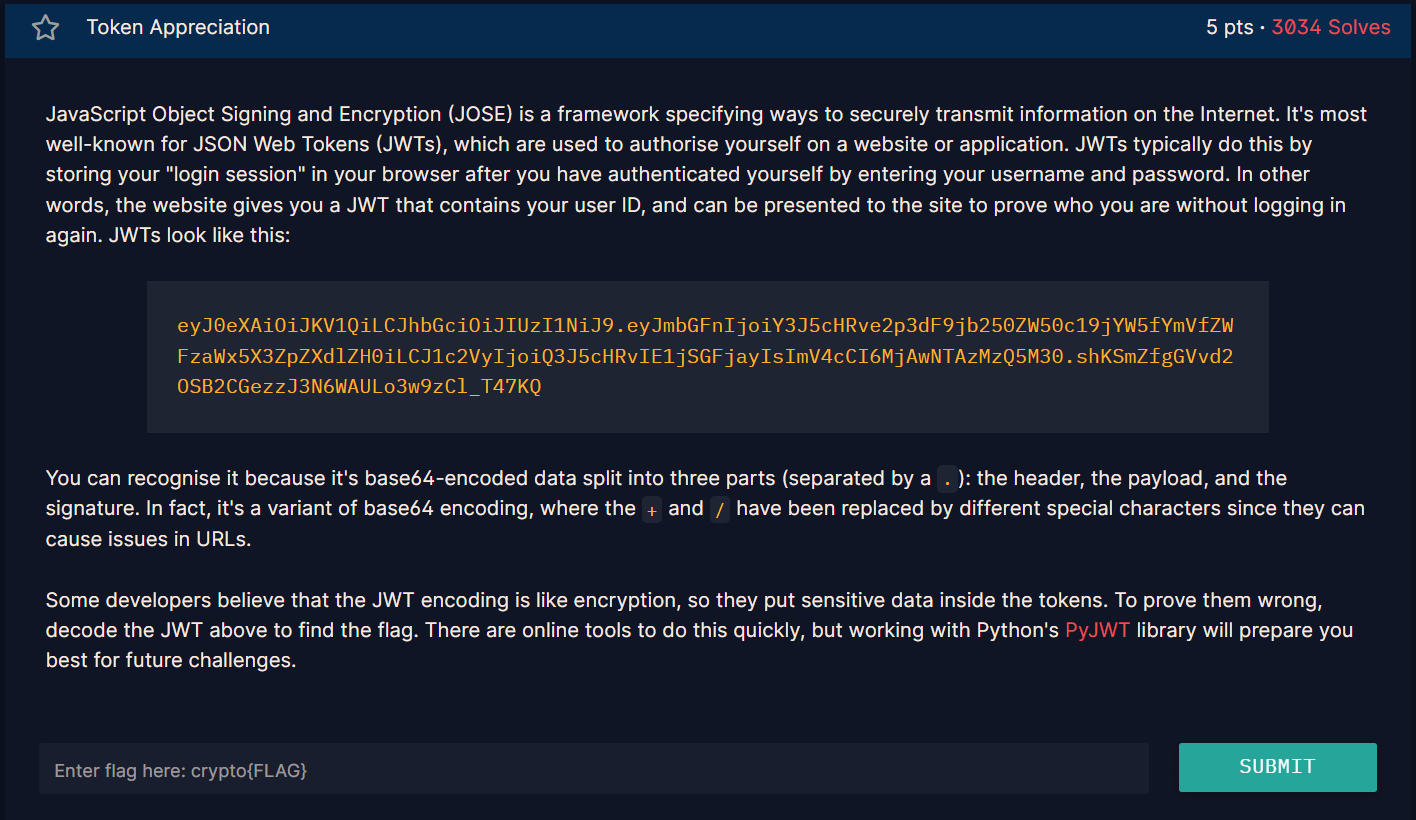 Token Appreciation
5 pts · 3034 Solves
JavaScript Object Signing and Encryption (JOSE) is a framework specifying ways to securely transmit information on the Internet. It's most
well-known for JSON Web Tokens (JWTs), which are used to authorise yourself on a website or application. JWTs typically do this by
storing your "login session" in your browser after you have authenticated yourself by entering your username and password. In other
words, the website gives you a JWT that contains your user ID, and can be presented to the site to prove who you are without logging in
again. JWTs look like this:
eyJ0eXAiOiJKV1QiLCJhbGciOiJIUzI1NiJ9.eyJmbGFnIjoiY3J5cHRve2p3dF9jb250ZW50c19jYW5fYmVfZW
FzaWx5X3ZpZXdlZH0iLCJ1c2VyIjoiQ3J5cHRvIE1jSGFjayIsImV4cCI6MjAwNTAzMzQ5M30.shKSmZfgGVvd2
OSB2CGezzJ3N6WAULo3w9zCl_T47KQ
You can recognise it because it's base64-encoded data split into three parts (separated by a . ): the header, the payload, and the
signature. In fact, it's a variant of base64 encoding, where the + and / have been replaced by different special characters since they can
cause issues in URLs.
Some developers believe that the JWT encoding is like encryption, so they put sensitive data inside the tokens. To prove them wrong,
decode the JWT above to find the flag. There are online tools to do this quickly, but working with Python's PyJWT library will prepare you
best for future challenges.
Enter flag here: crypto{FLAG}
SUBMIT